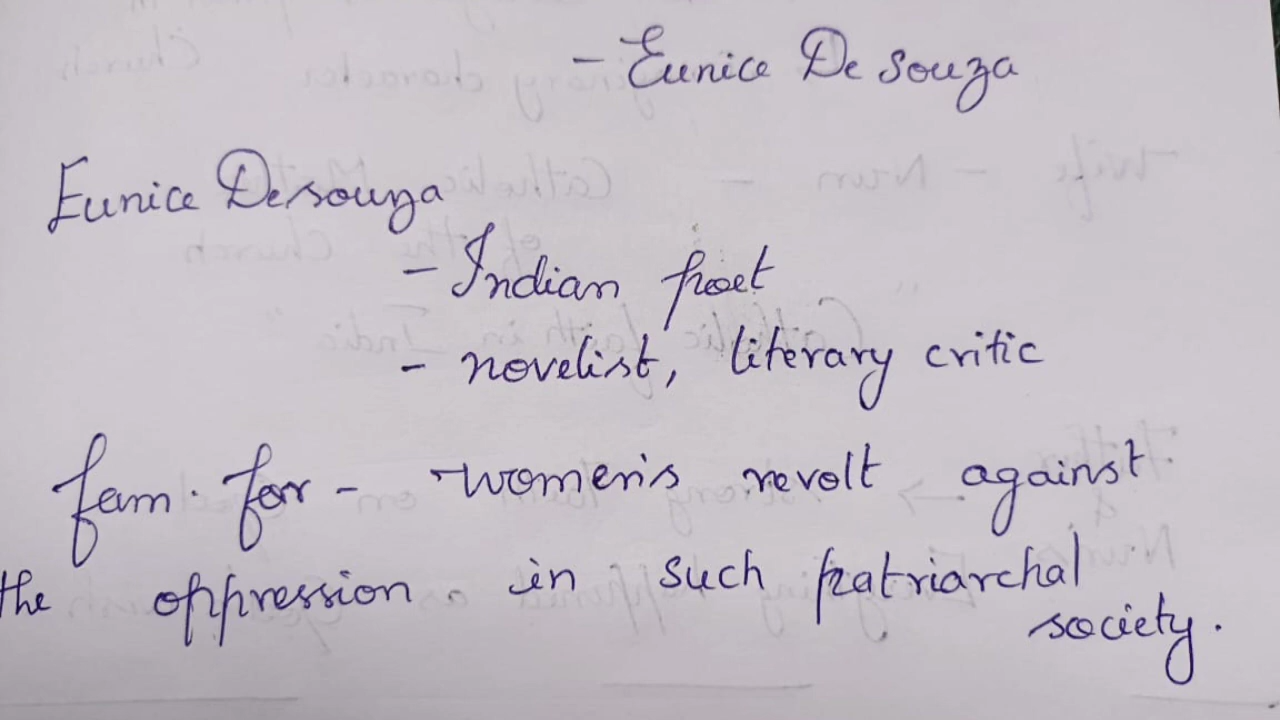 - Eunice De Souza
Eunice Desouza
- Indian poet
- novelist, literary critic
fam. for - women's revolt against
the oppression in such patriarchal
society.